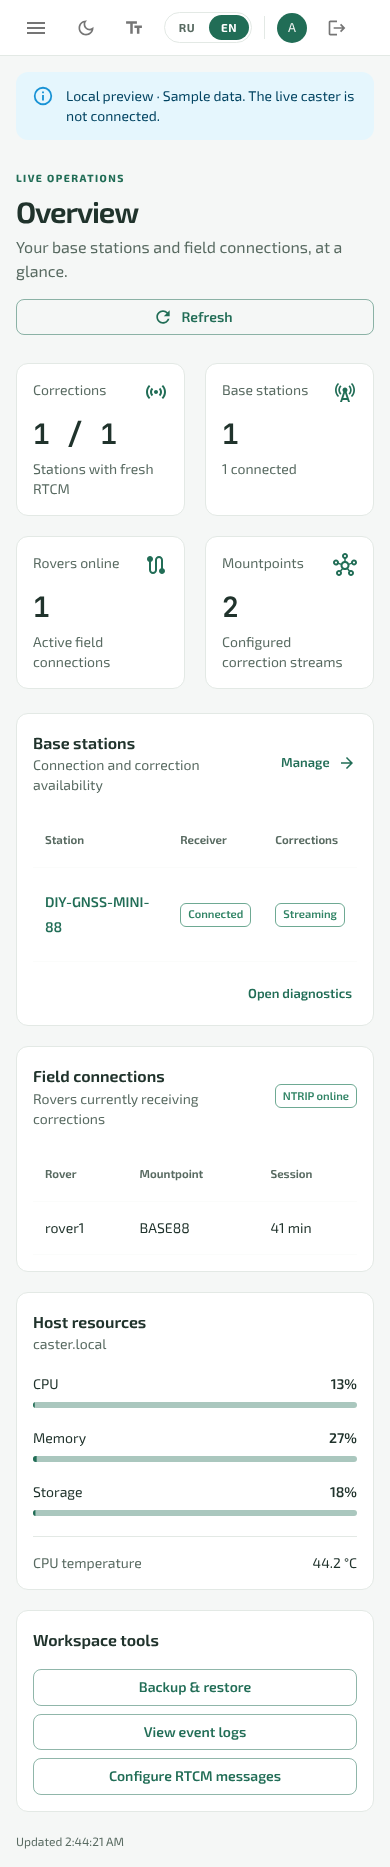 RU EN A
Local preview · Sample data. The live caster is
not connected.
LIVE OPERATIONS
Overview
Your base stations and field connections, at a
glance.
Refresh
Corrections
1 / 1
Stations with fresh
RTCM
Base stations
1
1 connected
Rovers online
1
Active field
connections
Mountpoints
2
Configured
correction streams
Base stations
Connection and correction
availability
Manage
Station Receiver Corrections
DIY-GNSS-MINI-
88
Connected Streaming
Open diagnostics
Field connections
Rovers currently receiving
corrections
NTRIP online
Rover Mountpoint Session
rover1 BASE88 41 min
Host resources
caster.local
CPU 13%
Memory 27%
Storage 18%
CPU temperature 44.2 °C
Workspace tools
Backup & restore
View event logs
Configure RTCM messages
Updated 2:44:21 AM